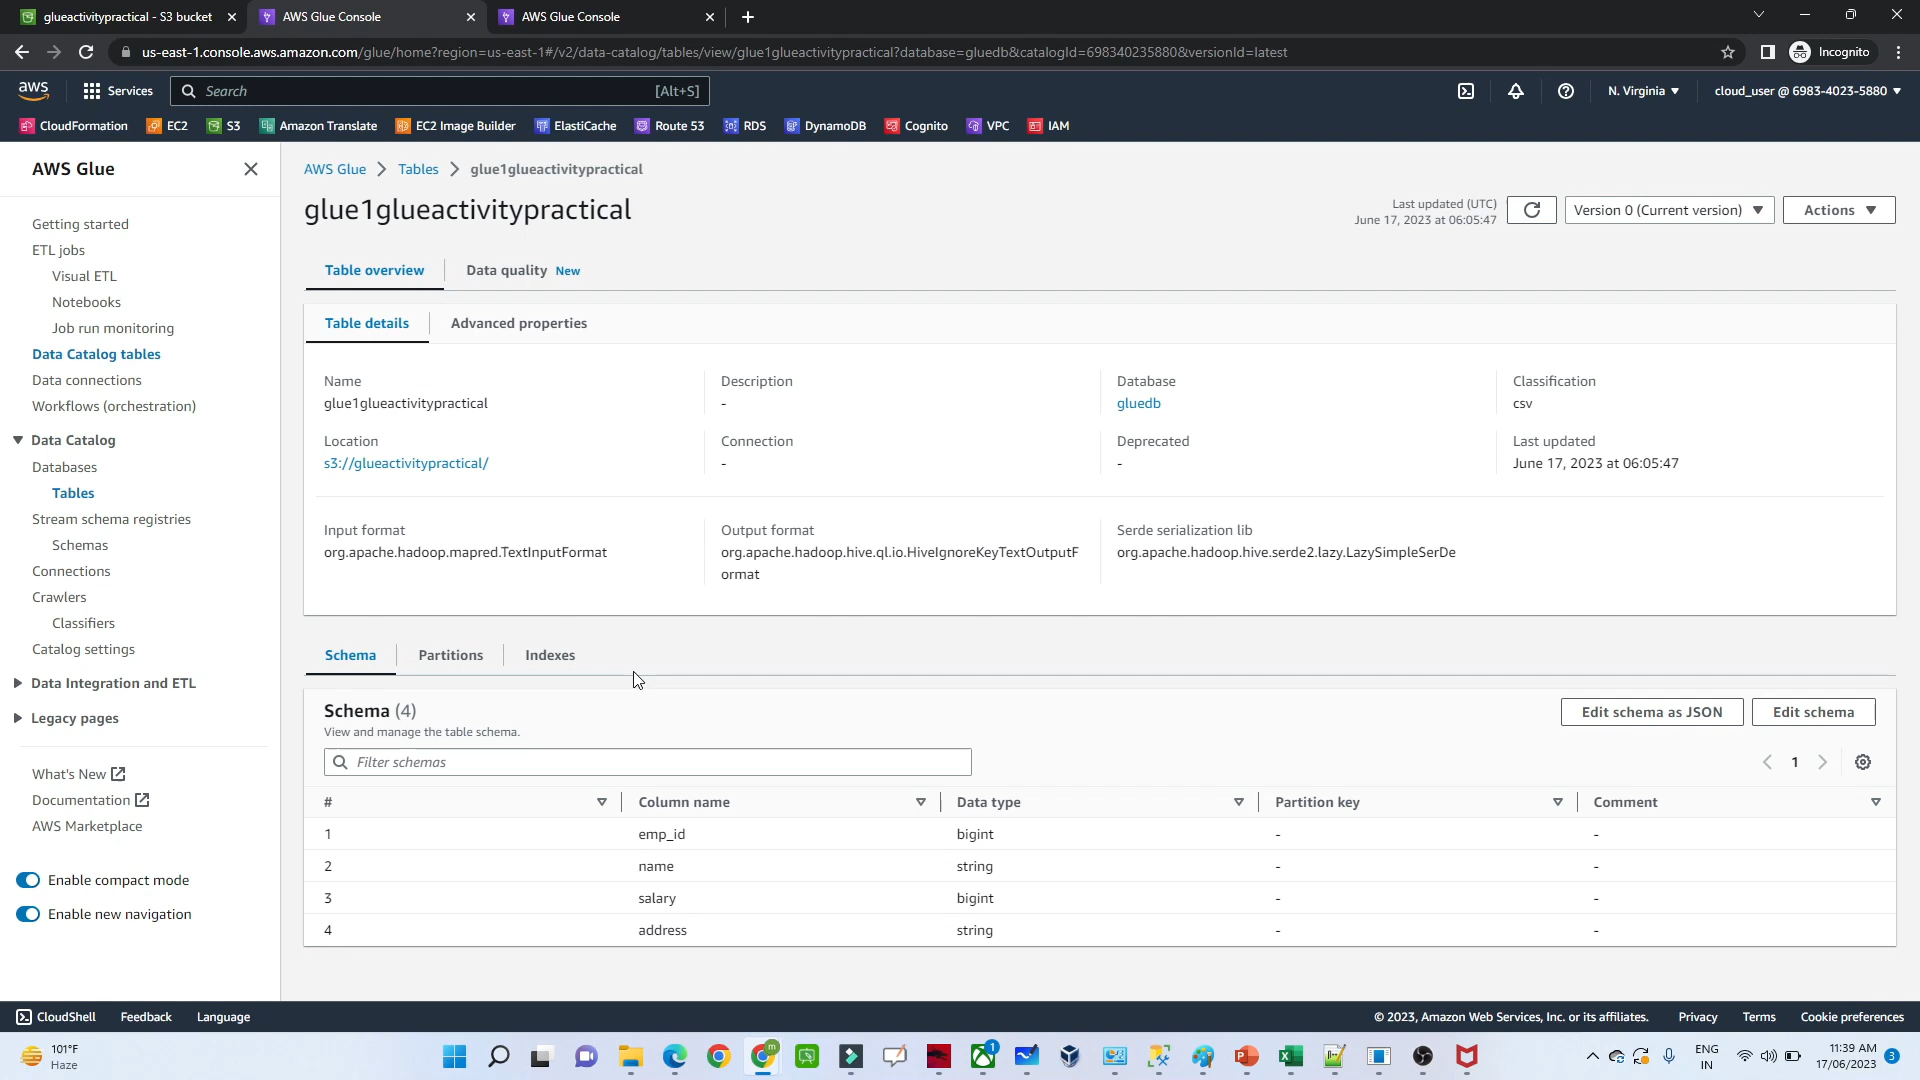 glueactivitypractical - S3 bucket
AWS Glue Console
AWS Glue Console
us-east-1.console.aws.amazon.com/glue/home?region=us-east-1#/v2/data-catalog/tables/view/glue1glueactivitypractical?database=gluedb&catalogId=698340235880&versionId=latest
Incognito
aws
Services
Search
[Alt+S]
N. Virginia
cloud_user @ 6983-4023-5880
CloudFormation
EC2
S3
Amazon Translate
EC2 Image Builder
ElastiCache
Route 53
RDS
DynamoDB
Cognito
VPC
IAM
AWS Glue
Getting started
ETL jobs
Visual ETL
Notebooks
Job run monitoring
Data Catalog tables
Data connections
Workflows (orchestration)
Data Catalog
Databases
Tables
Stream schema registries
Schemas
Connections
Crawlers
Classifiers
Catalog settings
Data Integration and ETL
Legacy pages
What's New
Documentation
AWS Marketplace
Enable compact mode
Enable new navigation
AWS Glue
Tables
glue1glueactivitypractical
glue1glueactivitypractical
Last updated (UTC)
June 17, 2023 at 06:05:47
Version 0 (Current version)
Actions
Table overview
Data quality New
Table details
Advanced properties
Name
glue1glueactivitypractical
Description
-
Database
gluedb
Classification
csv
Location
s3://glueactivitypractical/
Connection
-
Deprecated
-
Last updated
June 17, 2023 at 06:05:47
Input format
org.apache.hadoop.mapred.TextInputFormat
Output format
org.apache.hadoop.hive.ql.io.HiveIgnoreKeyTextOutputF
ormat
Serde serialization lib
org.apache.hadoop.hive.serde2.lazy.LazySimpleSerDe
Schema
Partitions
Indexes
Schema (4)
View and manage the table schema.
Edit schema as JSON
Edit schema
Filter schemas
1
# Column name Data type Partition key Comment
1 emp_id bigint - -
2 name string - -
3 salary bigint - -
4 address string - -
CloudShell
Feedback
Language
© 2023, Amazon Web Services, Inc. or its affiliates.
Privacy
Terms
Cookie preferences
101°F
Haze
m
1
ENG
IN
11:39 AM
17/06/2023
3